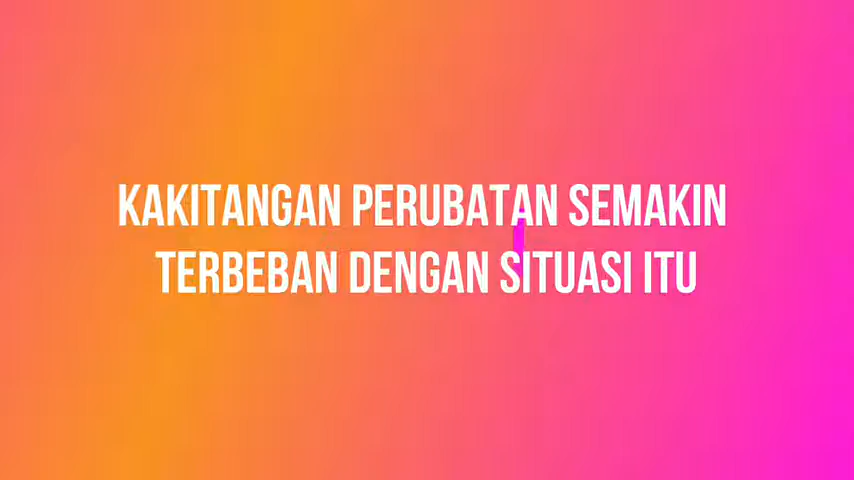 KAKITANGAN PERUBATAN SEMAKIN
TERBEBAN DENGAN SITUASI ITU